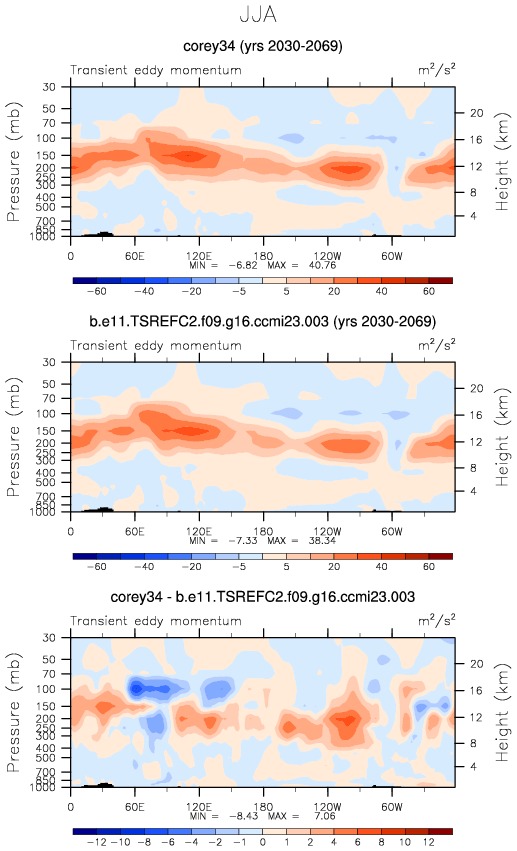 JJA
corey34 (yrs 2030-2069)
Transient eddy momentum m²/s²
Pressure (mb)
30
50
70
100
150
200
250
300
400
500
700
850
1000
Height (km)
20
16
12
8
4
0 60E 120E 180 120W 60W
MIN = -6.82 MAX = 40.76
-60 -40 -20 -5 5 20 40 60
b.e11.TSREFC2.f09.g16.ccmi23.003 (yrs 2030-2069)
Transient eddy momentum m²/s²
Pressure (mb)
30
50
70
100
150
200
250
300
400
500
700
850
1000
Height (km)
20
16
12
8
4
0 60E 120E 180 120W 60W
MIN = -7.33 MAX = 38.34
-60 -40 -20 -5 5 20 40 60
corey34 - b.e11.TSREFC2.f09.g16.ccmi23.003
Transient eddy momentum m²/s²
Pressure (mb)
30
50
70
100
150
200
250
300
400
500
700
850
1000
Height (km)
20
16
12
8
4
0 60E 120E 180 120W 60W
MIN = -8.43 MAX = 7.06
-12 -10 -8 -6 -4 -2 -1 0 1 2 4 6 8 10 12